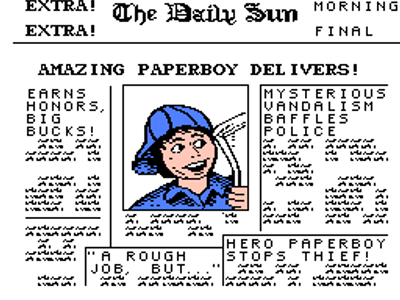 EXTRA!
EXTRA!
The Daily Sun
MORNING
FINAL
AMAZING PAPERBOY DELIVERS!
EARNS
HONORS,
BIG
BUCKS!
MYSTERIOUS
VANDALISM
BAFFLES
POLICE
"A ROUGH
JOB, BUT..."
HERO PAPERBOY
STOPS THIEF!